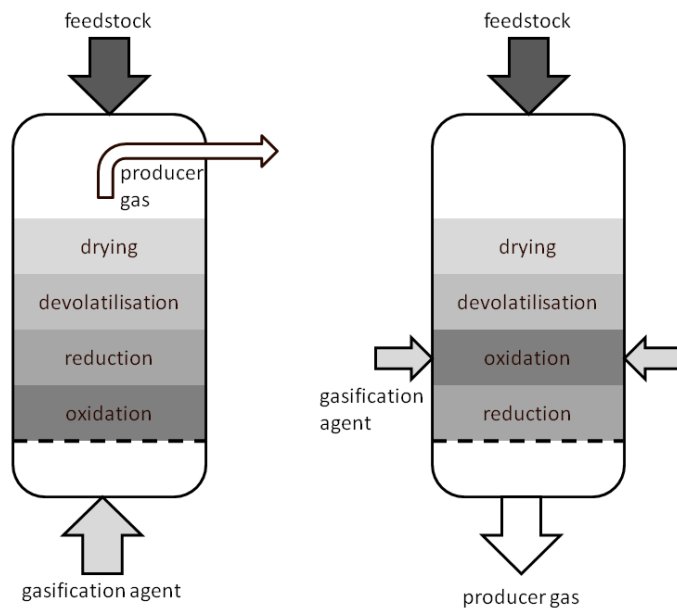 feedstock
producer
gas
drying
devolatilisation
reduction
oxidation
gasification agent
feedstock
drying
devolatilisation
oxidation
gasification
agent
reduction
producer gas